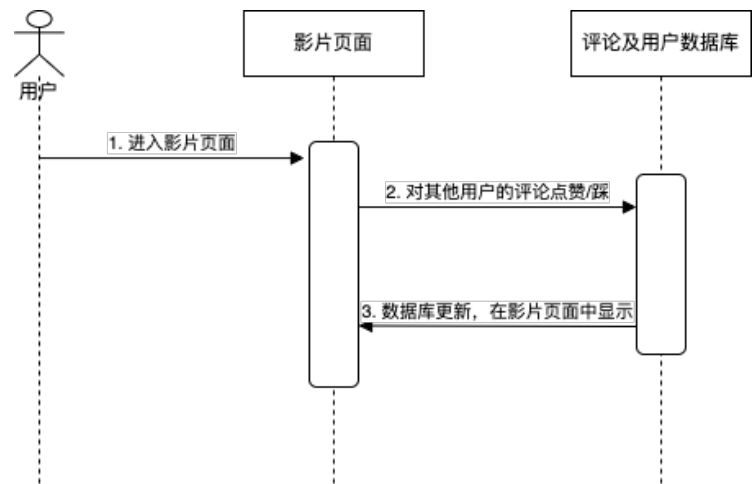 影片页面
评论及用户数据库
用户
1. 进入影片页面
2. 对其他用户的评论点赞/踩
3. 数据库更新，在影片页面中显示